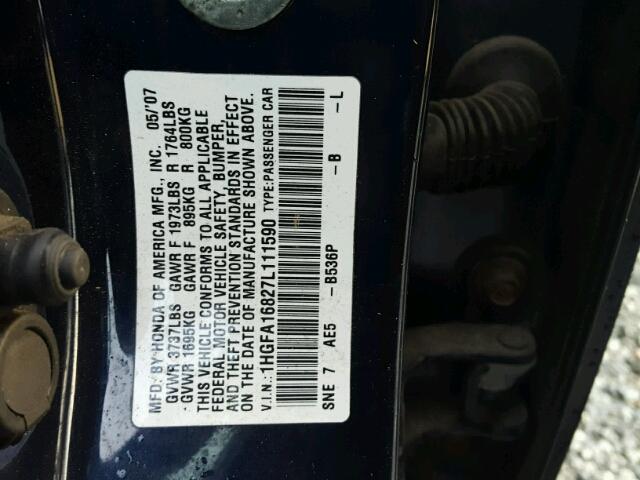 MFD. BY HONDA OF AMERICA MFG., INC. 05/'07
GVWR 3737LBS GAWR F 1973LBS R 1764LBS
GVWR 1695KG GAWR F 895KG R 800KG
THIS VEHICLE CONFORMS TO ALL APPLICABLE
FEDERAL MOTOR VEHICLE SAFETY, BUMPER,
AND THEFT PREVENTION STANDARDS IN EFFECT
ON THE DATE OF MANUFACTURE SHOWN ABOVE.
V.I.N.: 1HGFA16827L111590 TYPE:PASSENGER CAR
SNE 7 AE5 -B536P -B -L